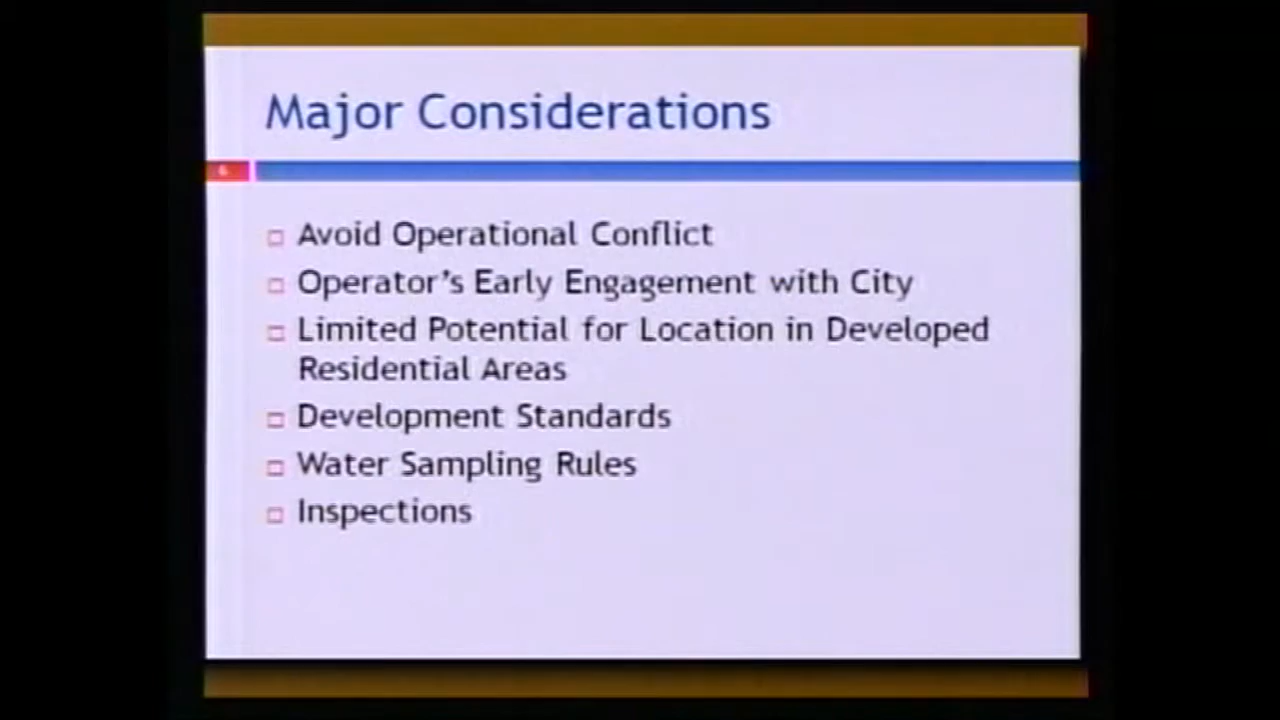 Major Considerations
6
Avoid Operational Conflict
Operator's Early Engagement with City
Limited Potential for Location in Developed
Residential Areas
Development Standards
Water Sampling Rules
Inspections